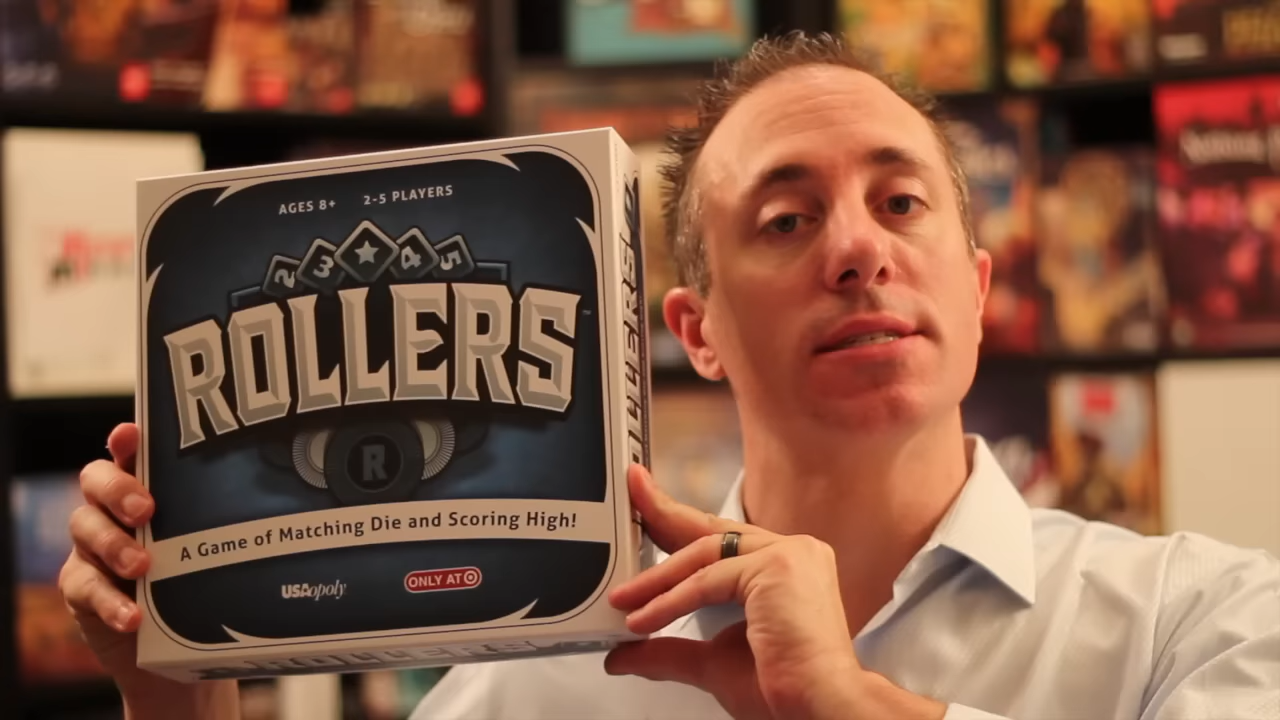 AGES 8+ 2-5 PLAYERS
2 3 4 5
ROLLERS™
R
A Game of Matching Die and Scoring High!
USAopoly
ONLY AT
ROLLERS
ROLLERS